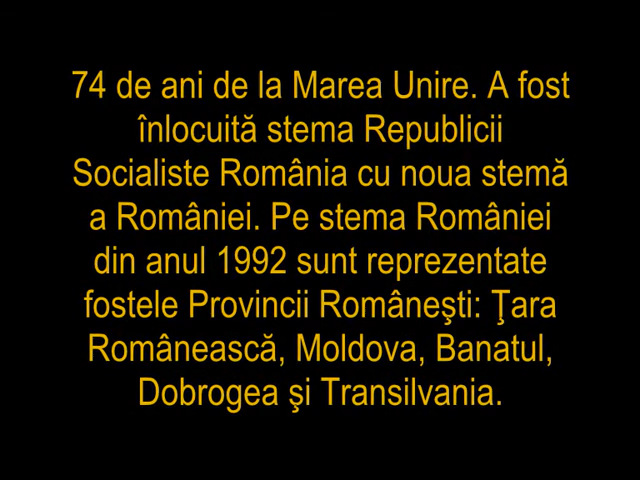 74 de ani de la Marea Unire. A fost
înlocuită stema Republicii
Socialiste România cu noua stemă
a României. Pe stema României
din anul 1992 sunt reprezentate
fostele Provincii Româneşti: Ţara
Românească, Moldova, Banatul,
Dobrogea şi Transilvania.